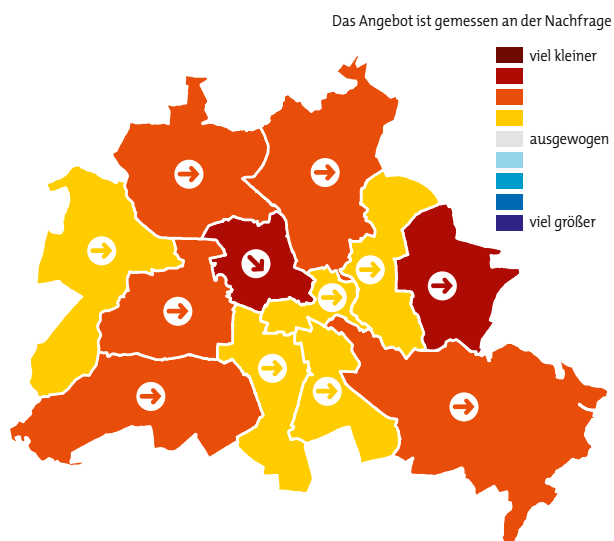 Das Angebot ist gemessen an der Nachfrage
viel kleiner
ausgewogen
viel größer